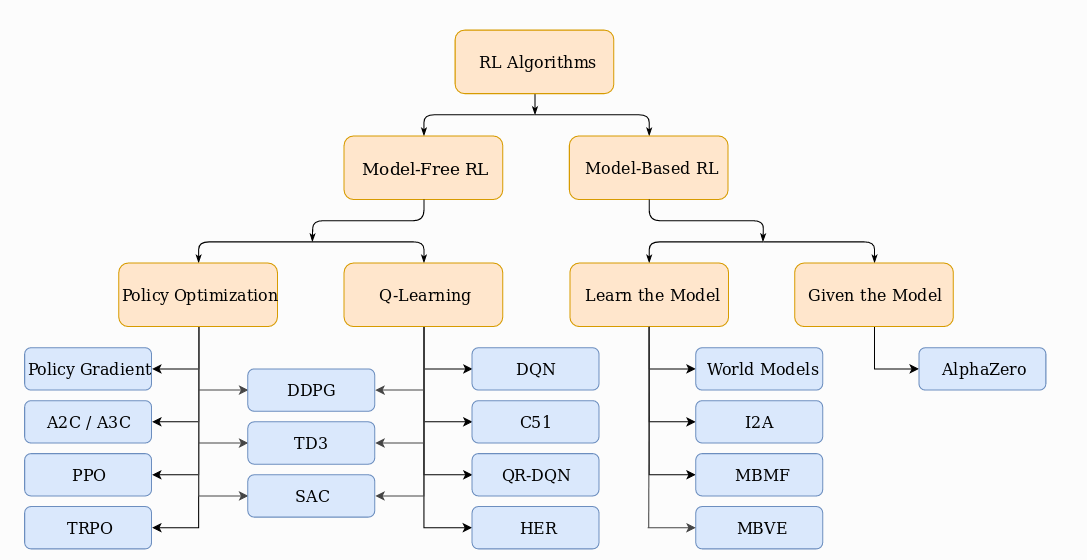 RL Algorithms
Model-Free RL
Model-Based RL
Policy Optimization
Q-Learning
Learn the Model
Given the Model
Policy Gradient
DDPG
DQN
World Models
AlphaZero
A2C / A3C
TD3
C51
I2A
PPO
SAC
QR-DQN
MBMF
TRPO
HER
MBVE